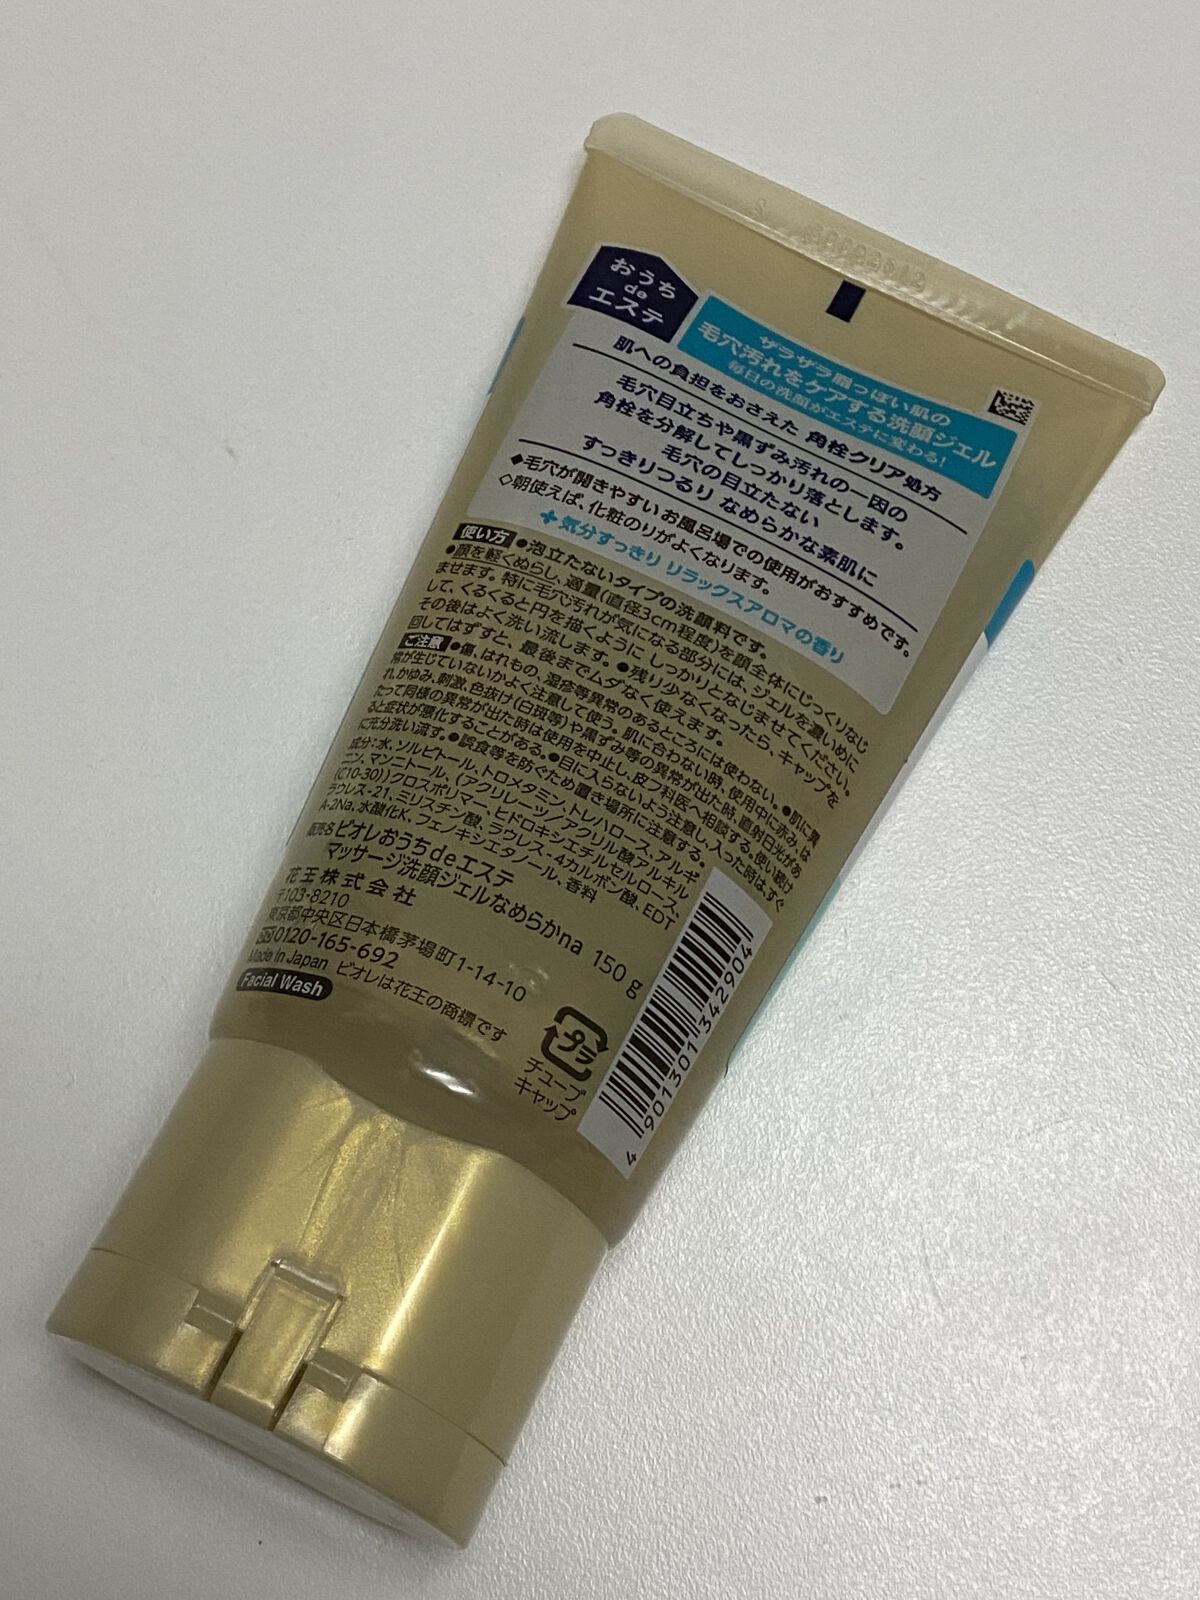 おうち
de
エステ
ザラザラ脂っぽい肌の
毛穴汚れをケアする洗顔ジェル
毎日の洗顔がエステに変わる!
肌への負担をおさえた 角栓クリア処方
毛穴目立ちや黒ずみ汚れの一因の
角栓を分解してしっかり落とします。
毛穴の目立たない
すっきりつるり なめらかな素肌に
◆毛穴が開きやすいお風呂場での使用がおすすめです。
◇朝使えば、化粧のりがよくなります。
+ 気分すっきり リラックスアロマの香り
使い方 ●泡立たないタイプの洗顔料です。
●顔を軽くぬらし、適量(直径3cm程度)を顔全体にじっくりなじ
ませます。特に毛穴汚れが気になる部分には、ジェルを濃いめに
して、くるくると円を描くように しっかりとなじませてください。
その後はよく洗い流します。●残り少なくなったら、キャップを
回してはずすと、最後までムダなく使えます。
ご注意 ●傷、はれもの、湿疹等異常のあるところには使わない。●肌に異
常が生じていないかよく注意して使う。肌に合わない時、使用中に赤み、は
れ、かゆみ、刺激、色抜け(白斑等)や黒ずみ等の異常が出た時、直射日光があ
たって同様の異常が出た時は使用を中止し、皮フ科医へ相談する。使い続け
ると症状が悪化することがある。●目に入らないよう注意し、入った時は、すぐ
に充分洗い流す。●誤食等を防ぐため置き場所に注意する。
成分:水、ソルビトール、トロメタミン、トレハロース、アルギ
ニン、マンニトール、(アクリレーツ/アクリル酸アルキル
(C10-30))クロスポリマー、ヒドロキシエチルセルロース、
ラウレス-21、ミリスチン酸、ラウレス-4カルボン酸、EDT
A-2Na、水酸化K、フェノキシエタノール、香料
販売名 ビオレおうちdeエステ
マッサージ洗顔ジェルなめらかna 150g
花王株式会社
〒103-8210
東京都中央区日本橋茅場町1-14-10
0120-165-692
Made In Japan ビオレは花王の商標です
Facial Wash
プラ
チューブ
キャップ
4901301342904